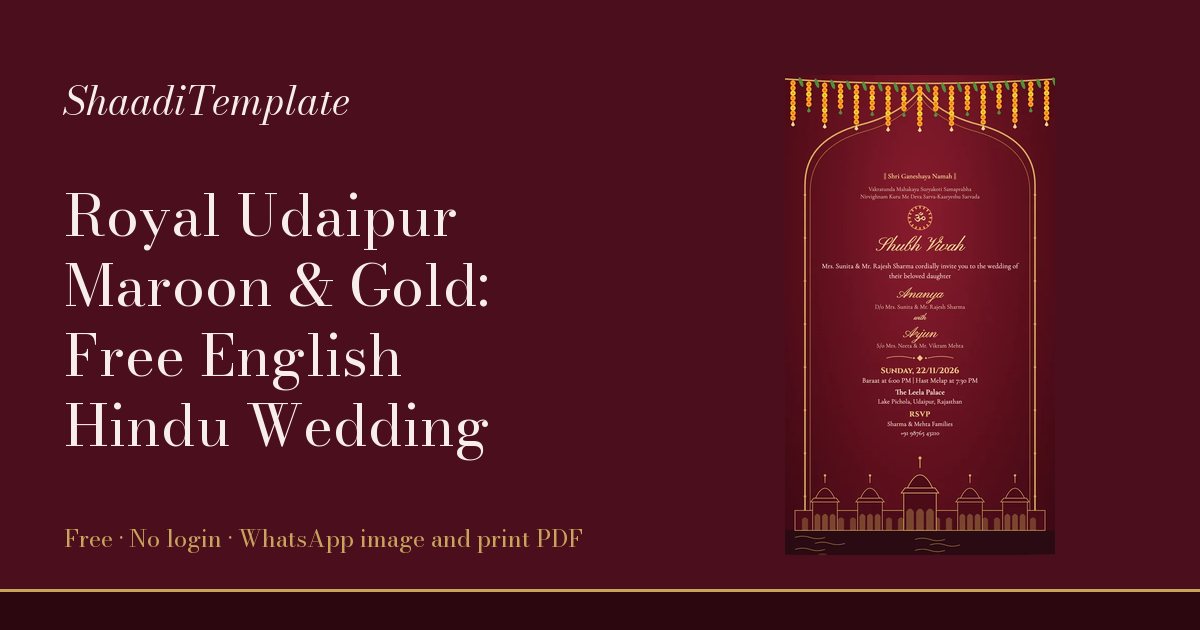 ShaadiTemplate
Royal Udaipur
Maroon & Gold:
Free English
Hindu Wedding
Free · No login · WhatsApp image and print PDF
|| Shri Ganeshaya Namah ||
Vakratunda Mahakaya Suryakoti Samaprabha
Nirvighnam Kuru Me Deva Sarva-Kaaryeshu Sarvada
ॐ
Shubh Vivah
Mrs. Sunita & Mr. Rajesh Sharma cordially invite you to the wedding of
their beloved daughter
Ananya
D/o Mrs. Sunita & Mr. Rajesh Sharma
with
Arjun
S/o Mrs. Neeta & Mr. Vikram Mehta
Sunday, 22/11/2026
Baraat at 6:00 PM | Hast Melap at 7:30 PM
The Leela Palace
Lake Pichola, Udaipur, Rajasthan
RSVP
Sharma & Mehta Families
+91 98765 43210